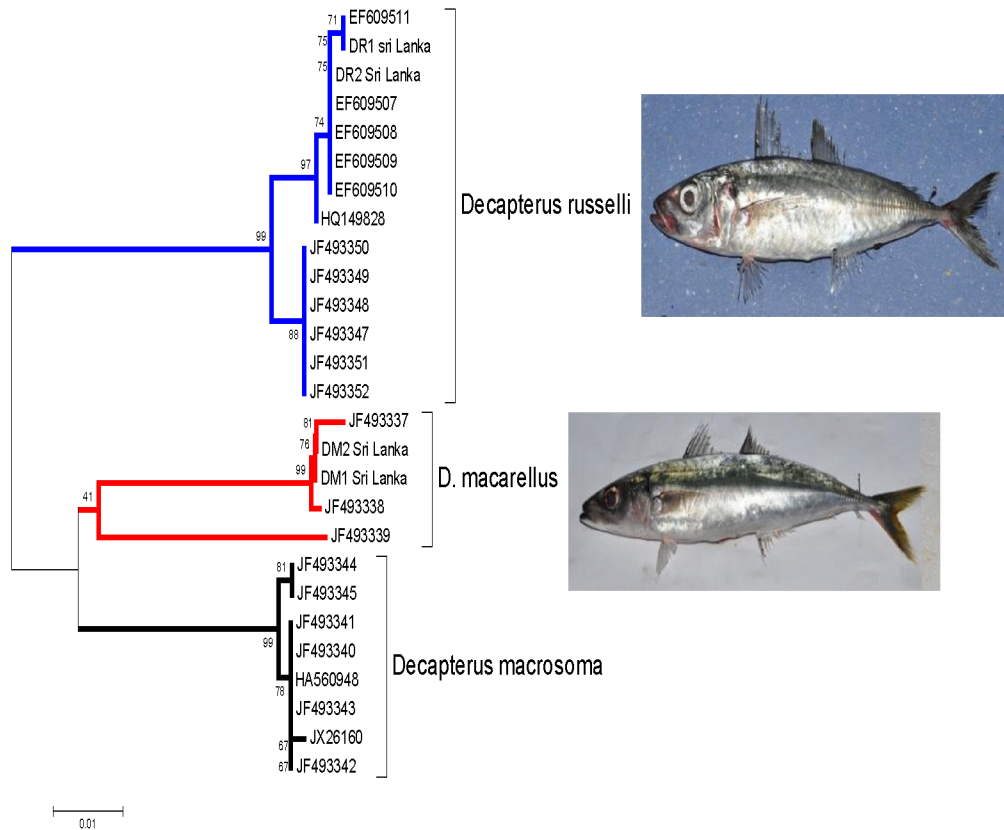 71
EF609511
75
DR1 sri Lanka
75
DR2 Sri Lanka
EF609507
74
EF609508
97
EF609509
EF609510
HQ149828
Decapterus russelli
99
JF493350
JF493349
JF493348
88
JF493347
JF493351
JF493352
81
JF493337
76
DM2 Sri Lanka
99
DM1 Sri Lanka
D. macarellus
41
JF493338
JF493339
81
JF493344
JF493345
99
JF493341
JF493340
Decapterus macrosoma
78
HA560948
JF493343
67
JX26160
67
JF493342
0.01